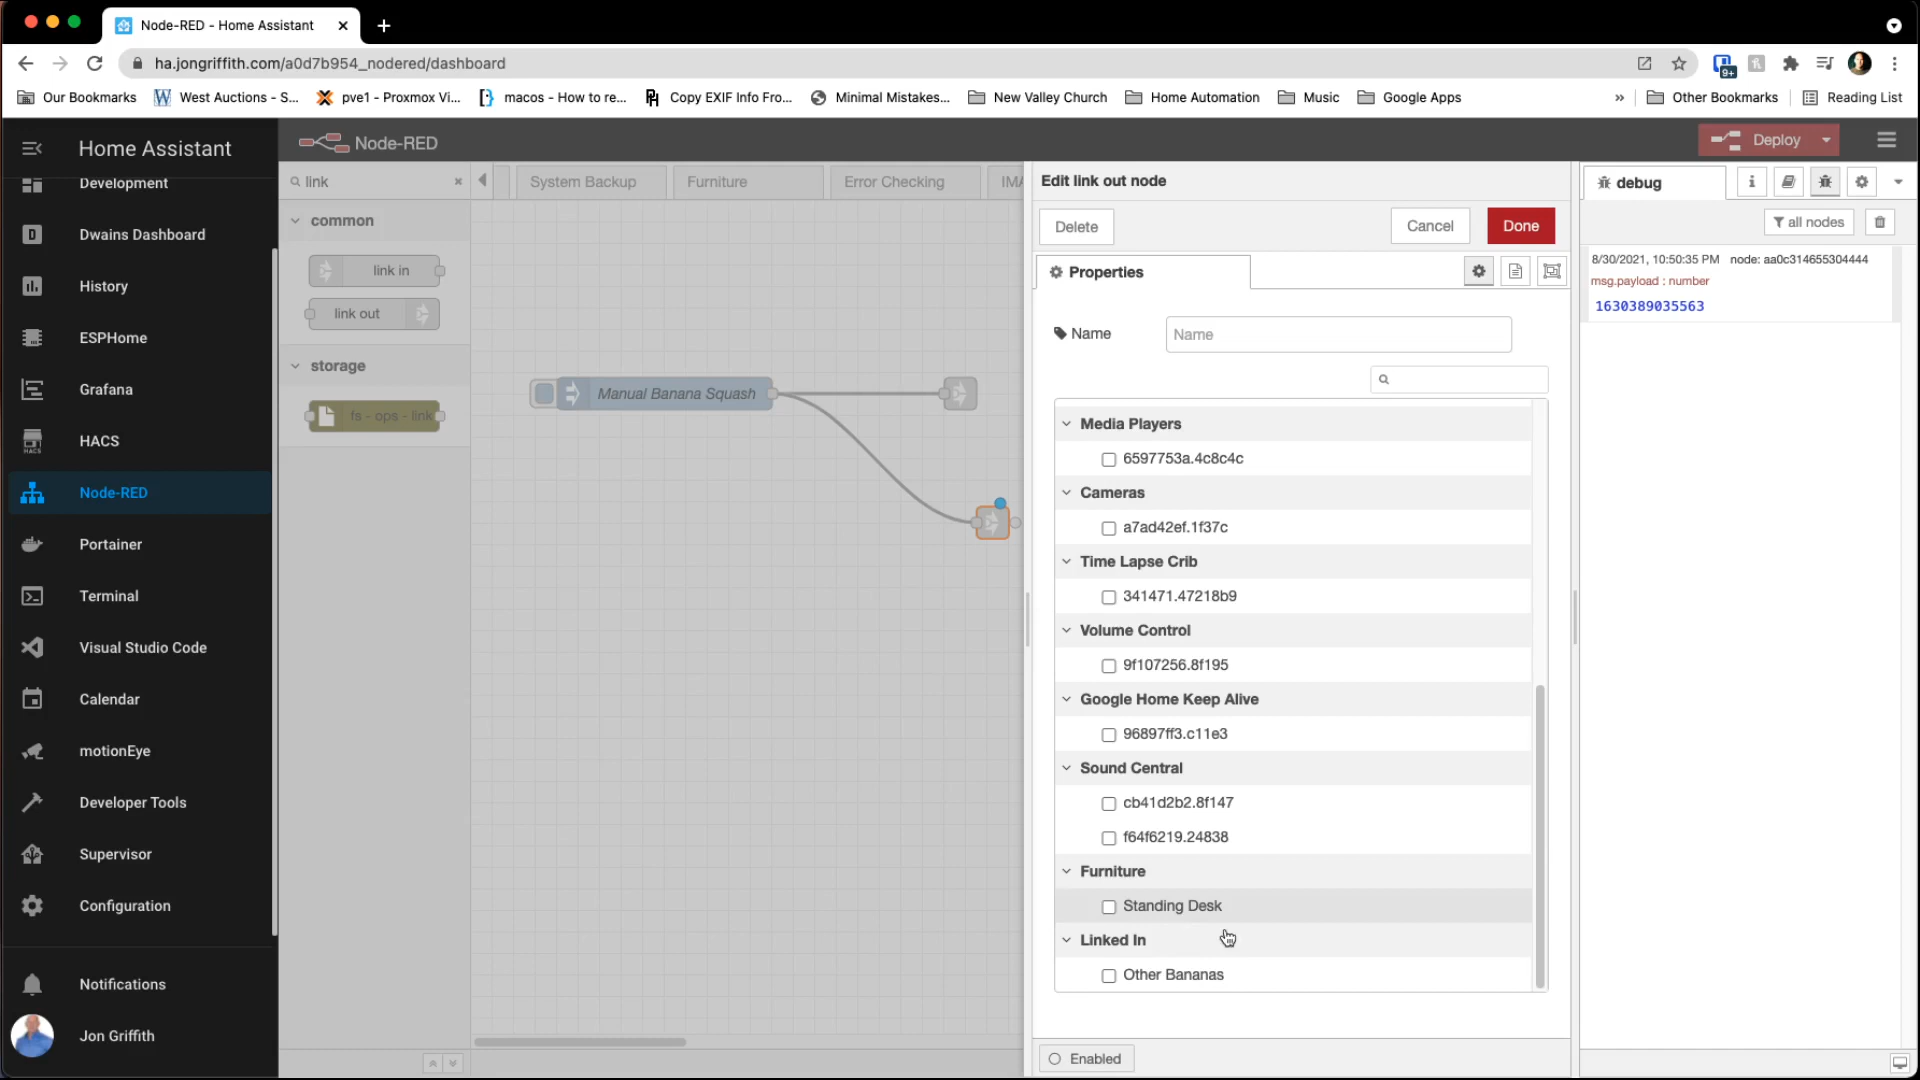 Node-RED - Home Assistant
ha.jongriffith.com/a0d7b954_nodered/dashboard
9+
Our Bookmarks
West Auctions - S...
pve1 - Proxmox Vi...
macos - How to re...
Copy EXIF Info Fro...
Minimal Mistakes...
New Valley Church
Home Automation
Music
Google Apps
»
Other Bookmarks
Reading List
Home Assistant
Development
Dwains Dashboard
History
ESPHome
Grafana
HACS
Node-RED
Portainer
Terminal
Visual Studio Code
Calendar
motionEye
Developer Tools
Supervisor
Configuration
Notifications
Jon Griffith
Node-RED
Deploy
link
common
link in
link out
storage
fs - ops - link
System Backup
Furniture
Error Checking
IMA
Manual Banana Squash
Edit link out node
Delete
Cancel
Done
Properties
Name
Name
Media Players
6597753a.4c8c4c
Cameras
a7ad42ef.1f37c
Time Lapse Crib
341471.47218b9
Volume Control
9f107256.8f195
Google Home Keep Alive
96897ff3.c11e3
Sound Central
cb41d2b2.8f147
f64f6219.24838
Furniture
Standing Desk
Linked In
Other Bananas
Enabled
debug
all nodes
8/30/2021, 10:50:35 PM node: aa0c314655304444
msg.payload : number
1630389035563